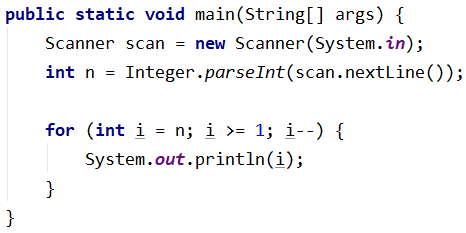 public static void main(String[] args) {
    Scanner scan = new Scanner(System.in);
    int n = Integer.parseInt(scan.nextLine());

    for (int i = n; i >= 1; i--) {
        System.out.println(i);
    }
}